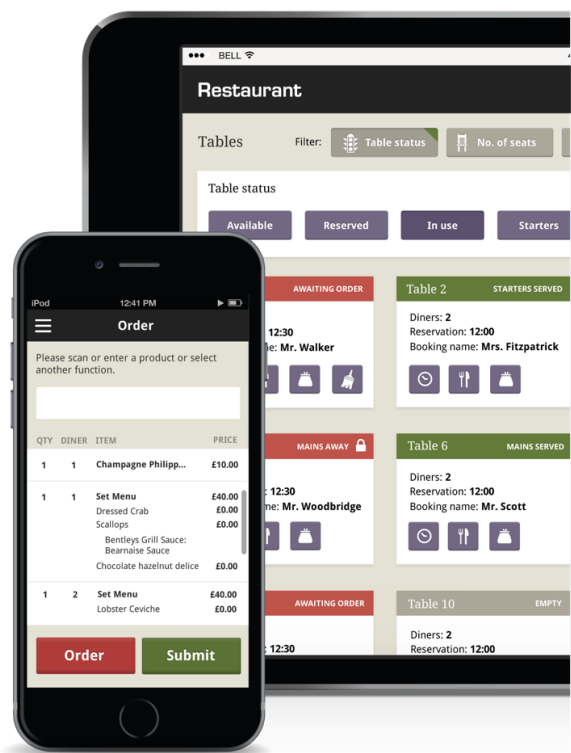 BELL
Restaurant
Tables
Filter:
Table status
No. of seats
Table status
Available
Reserved
In use
Starters
AWAITING ORDER
12:30
e: Mr. Walker
Table 2
STARTERS SERVED
Diners: 2
Reservation: 12:00
Booking name: Mrs. Fitzpatrick
MAINS AWAY
: 12:30
me: Mr. Woodbridge
Table 6
MAINS SERVED
Diners: 2
Reservation: 12:00
Booking name: Mr. Scott
AWAITING ORDER
: 12:30
Table 10
EMPTY
Diners: 2
Reservation: 12:00
iPod 12:41 PM
Order
Please scan or enter a product or select
another function.
QTY DINER ITEM PRICE
1 1 Champagne Philipp... £10.00
1 1 Set Menu £40.00
Dressed Crab £0.00
Scallops £0.00
Bentleys Grill Sauce:
Bearnaise Sauce
Chocolate hazelnut delice £0.00
1 2 Set Menu £40.00
Lobster Ceviche £0.00
Order
Submit